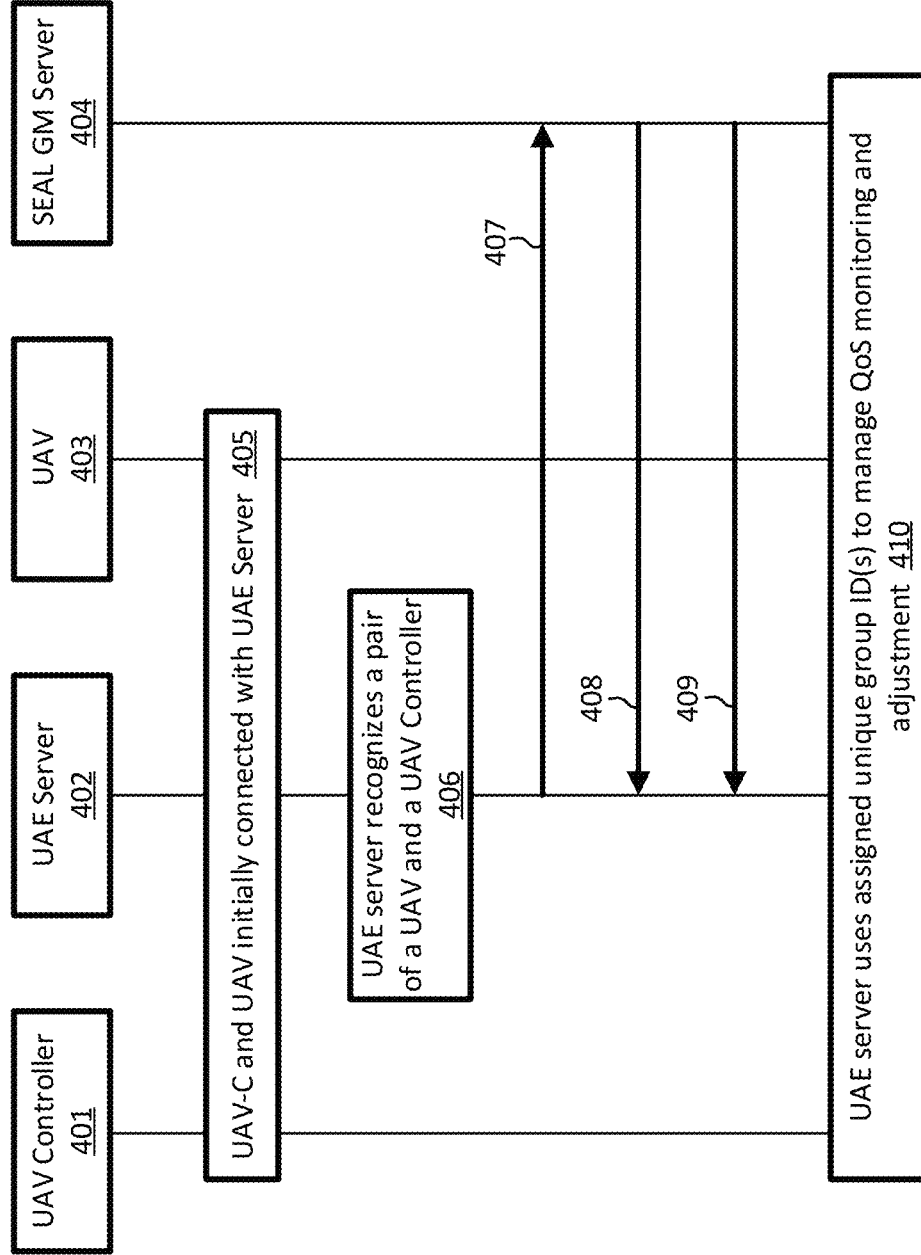 UAV Controller
401
UAE Server
402
UAV
403
SEAL GM Server
404
UAV-C and UAV initially connected with UAE Server 405
UAE server recognizes a pair
of a UAV and a UAV Controller
406
407
408
409
UAE server uses assigned unique group ID(s) to manage QoS monitoring and
adjustment 410